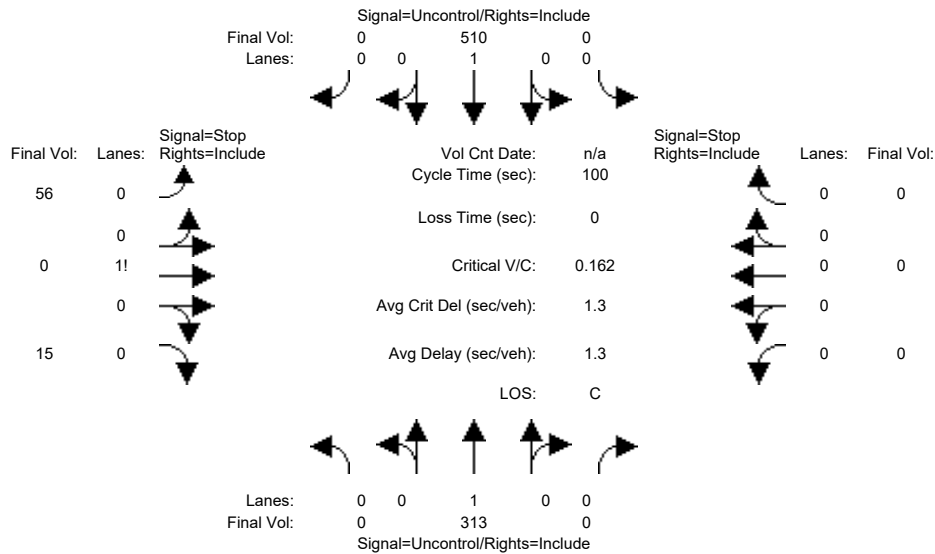 Signal=Uncontrol/Rights=Include
Final Vol: 0 510 0
Lanes: 0 0 1 0 0
Signal=Stop
Final Vol: Lanes: Rights=Include
Vol Cnt Date: n/a
Signal=Stop
Rights=Include Lanes: Final Vol:
Cycle Time (sec): 100
56 0
0 0
Loss Time (sec): 0
0
0
0 1!
Critical V/C: 0.162
0 0
0
Avg Crit Del (sec/veh): 1.3
0
15 0
Avg Delay (sec/veh): 1.3
0 0
LOS: C
Lanes: 0 0 1 0 0
Final Vol: 0 313 0
Signal=Uncontrol/Rights=Include